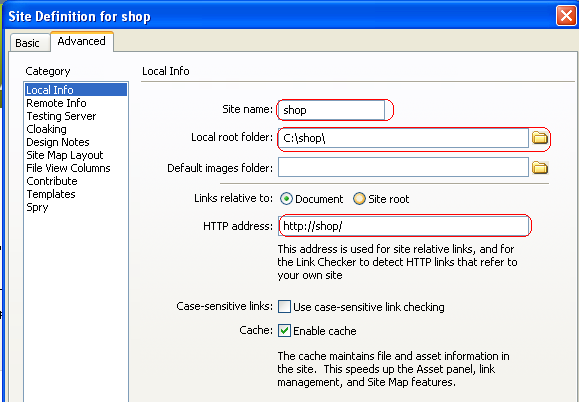 Site Definition for shop
Basic
Advanced
Category
Local Info
Remote Info
Testing Server
Cloaking
Design Notes
Site Map Layout
File View Columns
Contribute
Templates
Spry
Local Info
Site name: shop
Local root folder: C:\shop\
Default images folder:
Links relative to: Document Site root
HTTP address: http://shop/
This address is used for site relative links, and for
the Link Checker to detect HTTP links that refer to
your own site
Case-sensitive links: Use case-sensitive link checking
Cache: Enable cache
The cache maintains file and asset information in
the site. This speeds up the Asset panel, link
management, and Site Map features.